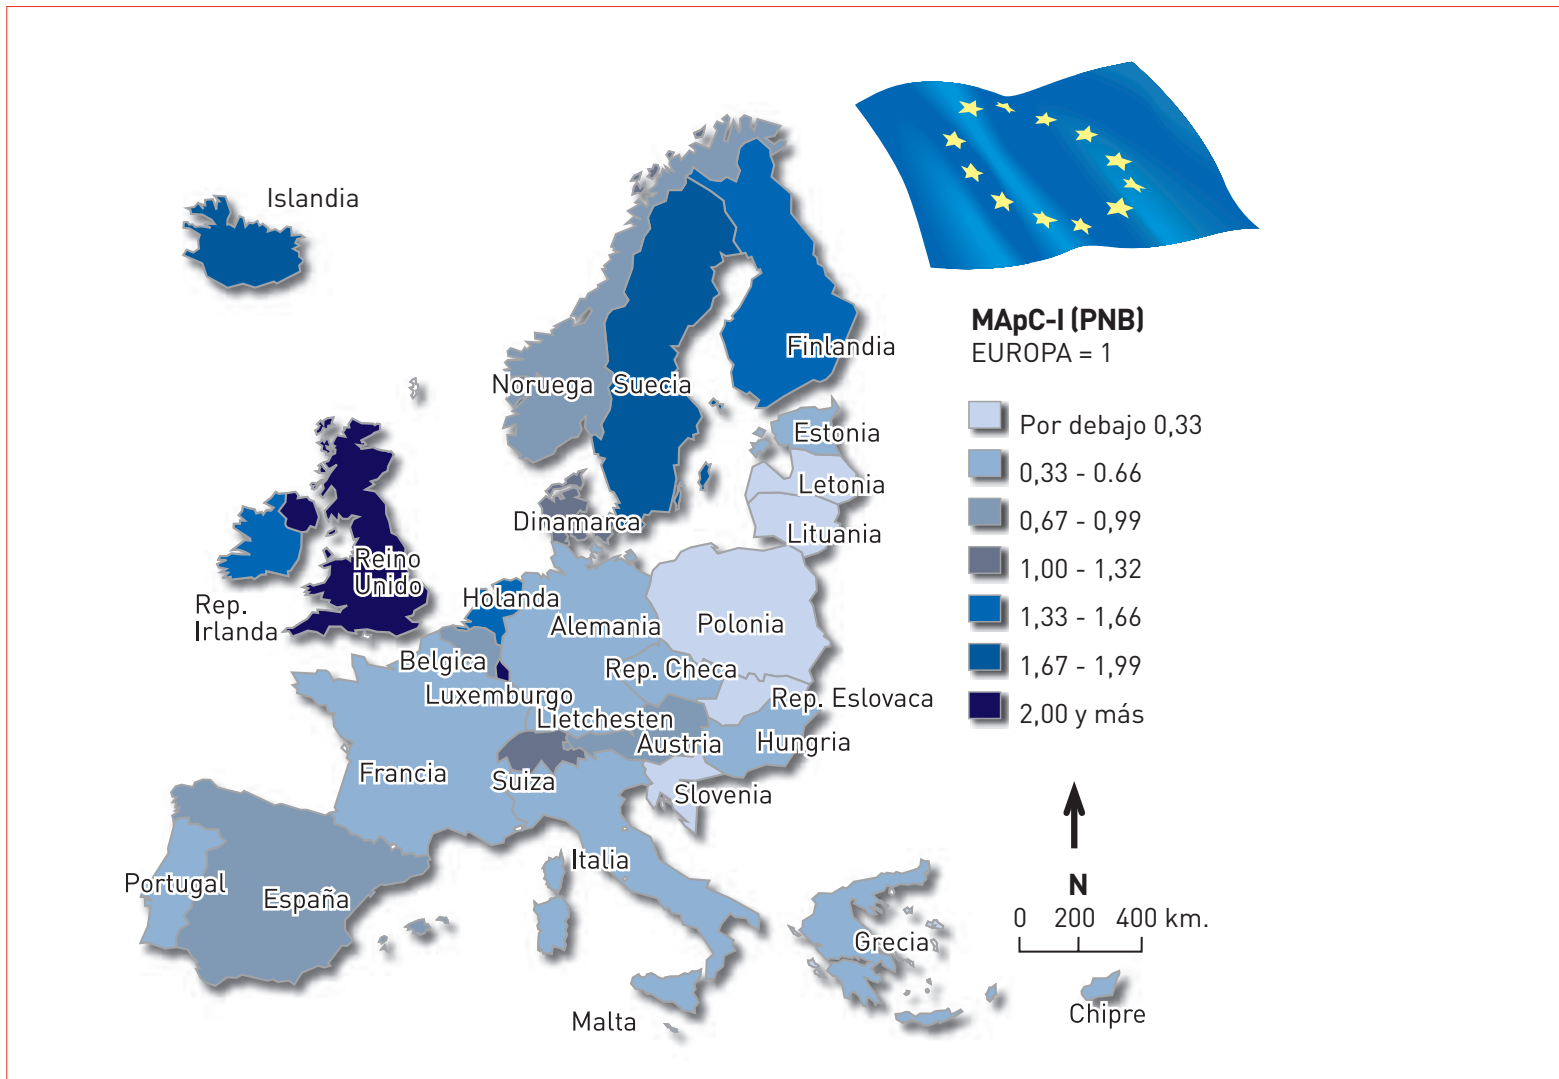 Islandia
Finlandia
Noruega
Suecia
Estonia
Letonia
Dinamarca
Lituania
Reino
Unido
Rep.
Irlanda
Holanda
Alemania
Polonia
Belgica
Rep. Checa
Luxemburgo
Rep. Eslovaca
Lietchesten
Austria
Hungria
Francia
Suiza
Slovenia
Italia
Portugal
España
Grecia
Malta
Chipre
MApC-I (PNB)
EUROPA = 1
Por debajo 0,33
0,33 - 0.66
0,67 - 0,99
1,00 - 1,32
1,33 - 1,66
1,67 - 1,99
2,00 y más
N
0 200 400 km.